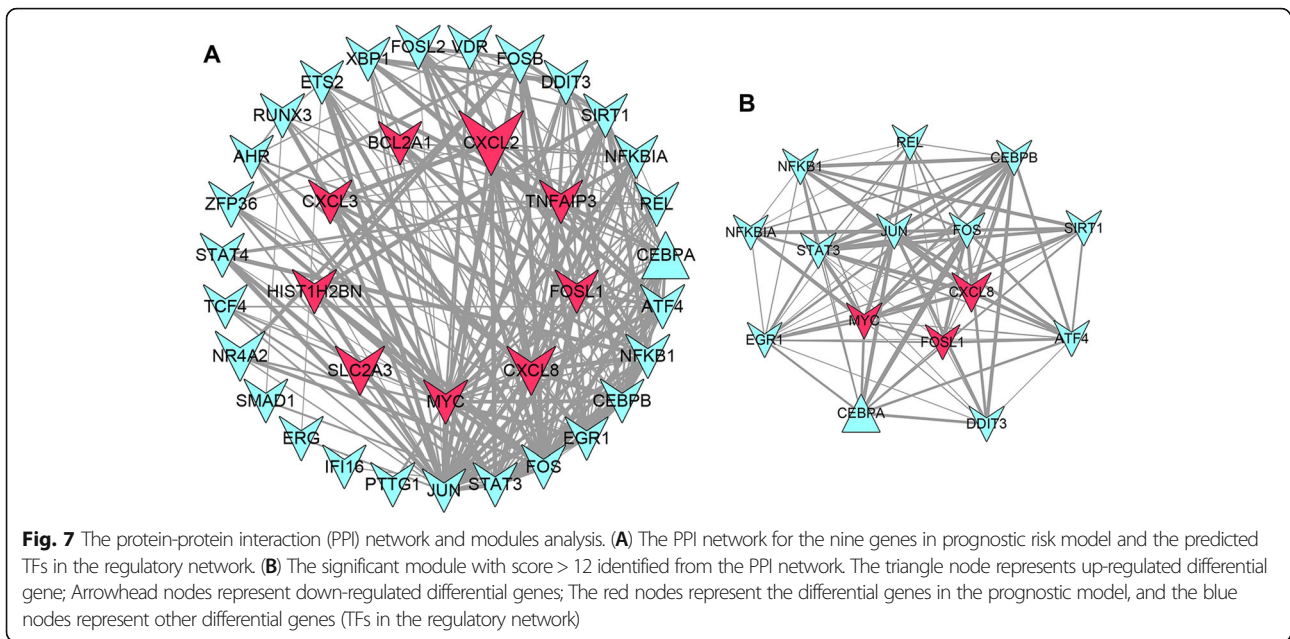 A
FOSL2
VDR
XBP1
FOSB
ETS2
DDIT3
RUNX3
SIRT1
BCL2A1
CXCL2
AHR
NFKBIA
CXCL3
TNFAIP3
ZFP36
REL
STAT4
CEBPA
HIST1H2BN
FOSL1
TCF4
ATF4
NR4A2
NFKB1
SLC2A3
CXCL8
SMAD1
MYC
CEBPB
ERG
EGR1
IFI16
FOS
PTTG1
JUN
STAT3
B
REL
NFKB1
CEBPB
NFKBIA
JUN
FOS
SIRT1
STAT3
CXCL8
MYC
EGR1
FOSL1
ATF4
CEBPA
DDIT3
Fig. 7 The protein-protein interaction (PPI) network and modules analysis. (A) The PPI network for the nine genes in prognostic risk model and the predicted
TFs in the regulatory network. (B) The significant module with score > 12 identified from the PPI network. The triangle node represents up-regulated differential
gene; Arrowhead nodes represent down-regulated differential genes; The red nodes represent the differential genes in the prognostic model, and the blue
nodes represent other differential genes (TFs in the regulatory network)